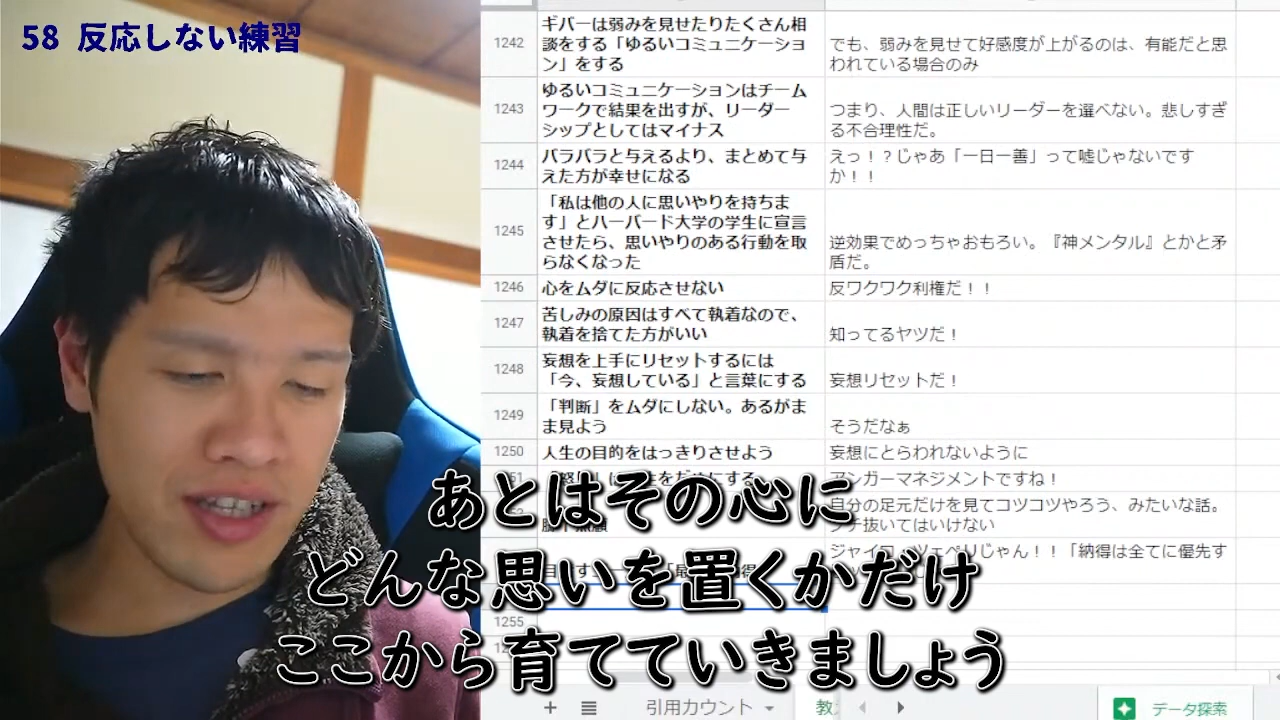 58 反応しない練習
1242
ギバーは弱みを見せたりたくさん相
談をする「ゆるいコミュニケーショ
ン」をする
でも、弱みを見せて好感度が上がるのは、有能だと思
われている場合のみ
1243
ゆるいコミュニケーションはチーム
ワークで結果を出すが、リーダー
シップとしてはマイナス
つまり、人間は正しいリーダーを選べない。悲しすぎ
る不合理性だ。
1244
バラバラと与えるより、まとめて与
えた方が幸せになる
えっ！？じゃあ「一日一善」って嘘じゃないです
か！！
1245
「私は他の人に思いやりを持ちま
す」とハーバード大学の学生に宣言
させたら、思いやりのある行動を取
らなくなった
逆効果でめっちゃおもろい。『神メンタル』とかと矛
盾だ。
1246
心をムダに反応させない
反ワクワク利権だ！！
1247
苦しみの原因はすべて執着なので、
執着を捨てた方がいい
知ってるヤツだ！
1248
妄想を上手にリセットするには
「今、妄想している」と言葉にする
妄想リセットだ！
1249
「判断」をムダにしない。あるがま
ま見よう
そうだなぁ
1250
人生の目的をはっきりさせよう
妄想にとらわれないように
アンガーマネジメントですね！
自分の足元だけを見てコツコツやろう、みたいな話。
抜いてはいけない
じゃん！！「納得は全てに優先す
1255
あとはその心に
どんな思いを置くかだけ
ここから育てていきましょう
引用カウント
教
データ探索